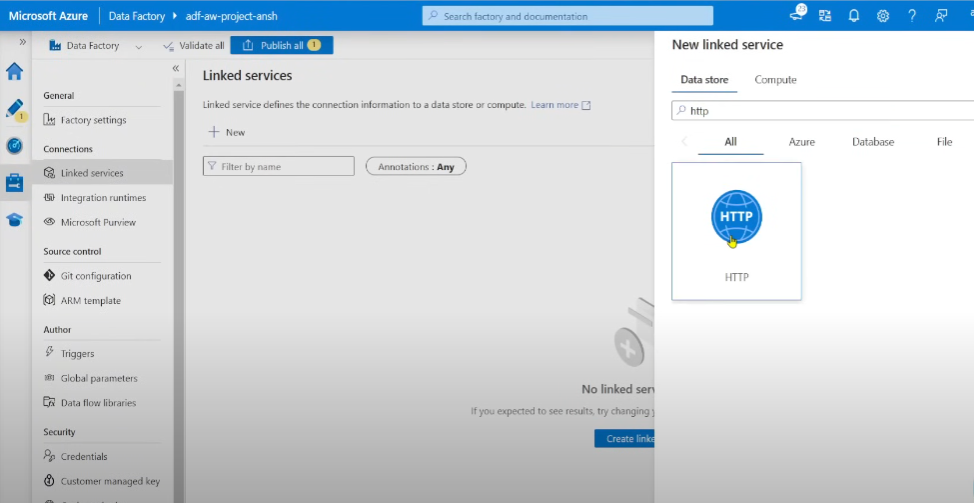 Microsoft Azure
Data Factory
adf-aw-project-ansh
Search factory and documentation
23
Data Factory
Validate all
Publish all
1
1
General
Factory settings
Connections
Linked services
Integration runtimes
Microsoft Purview
Source control
Git configuration
ARM template
Author
Triggers
Global parameters
Data flow libraries
Security
Credentials
Customer managed key
Linked services
Linked service defines the connection information to a data store or compute. Learn more
New
Filter by name
Annotations : Any
No linked serv
If you expected to see results, try changing
Create linke
New linked service
Data store
Compute
http
All
Azure
Database
File
HTTP
HTTP